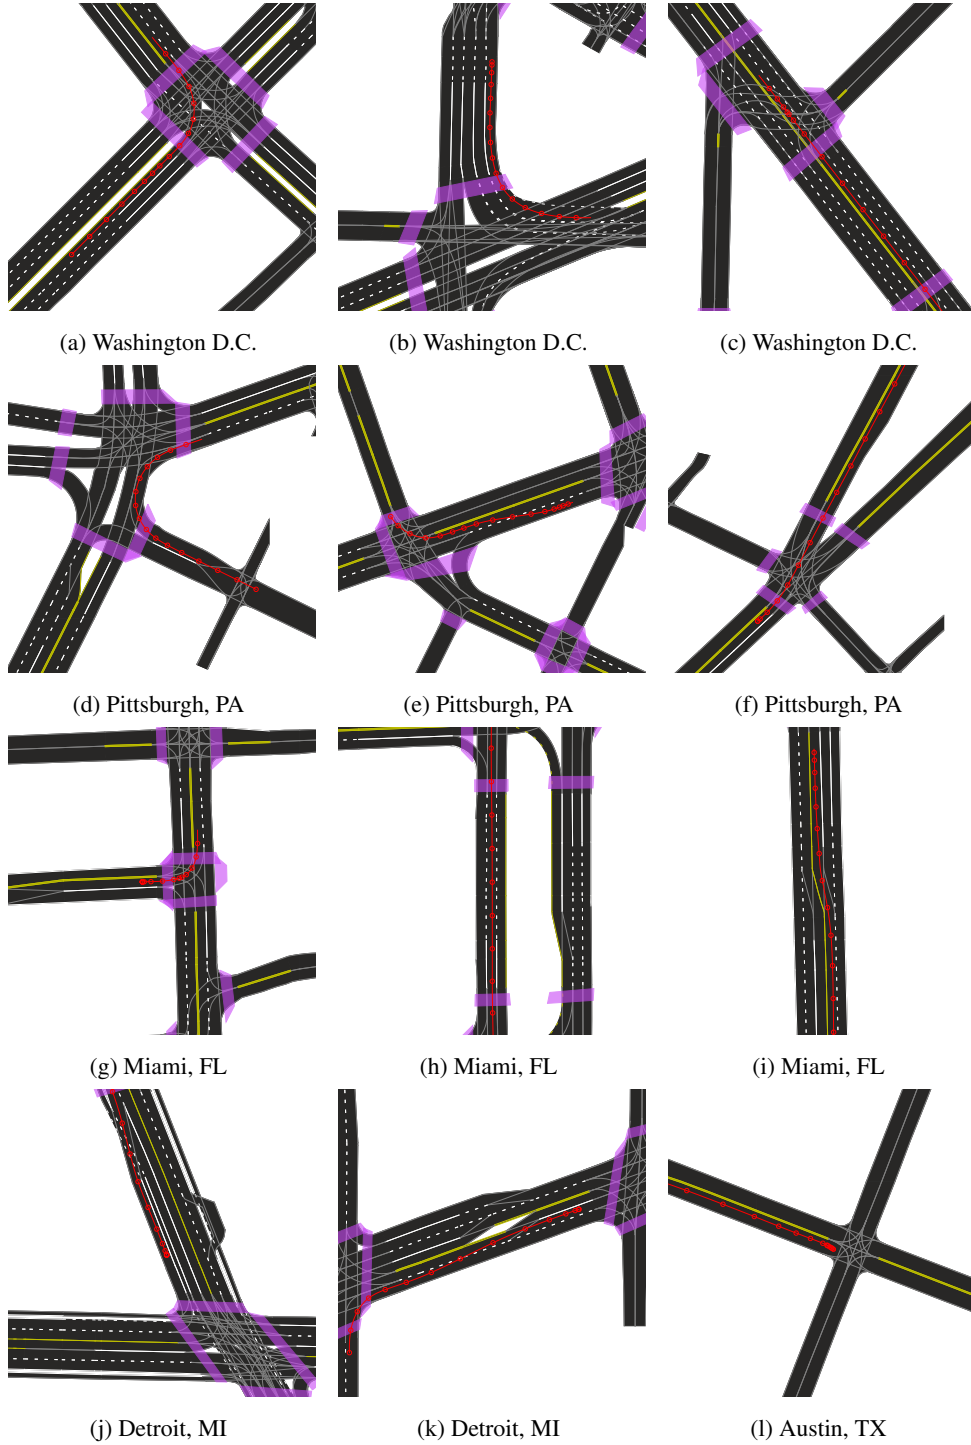 (a) Washington D.C.
(b) Washington D.C.
(c) Washington D.C.
(d) Pittsburgh, PA
(e) Pittsburgh, PA
(f) Pittsburgh, PA
(g) Miami, FL
(h) Miami, FL
(i) Miami, FL
(j) Detroit, MI
(k) Detroit, MI
(l) Austin, TX